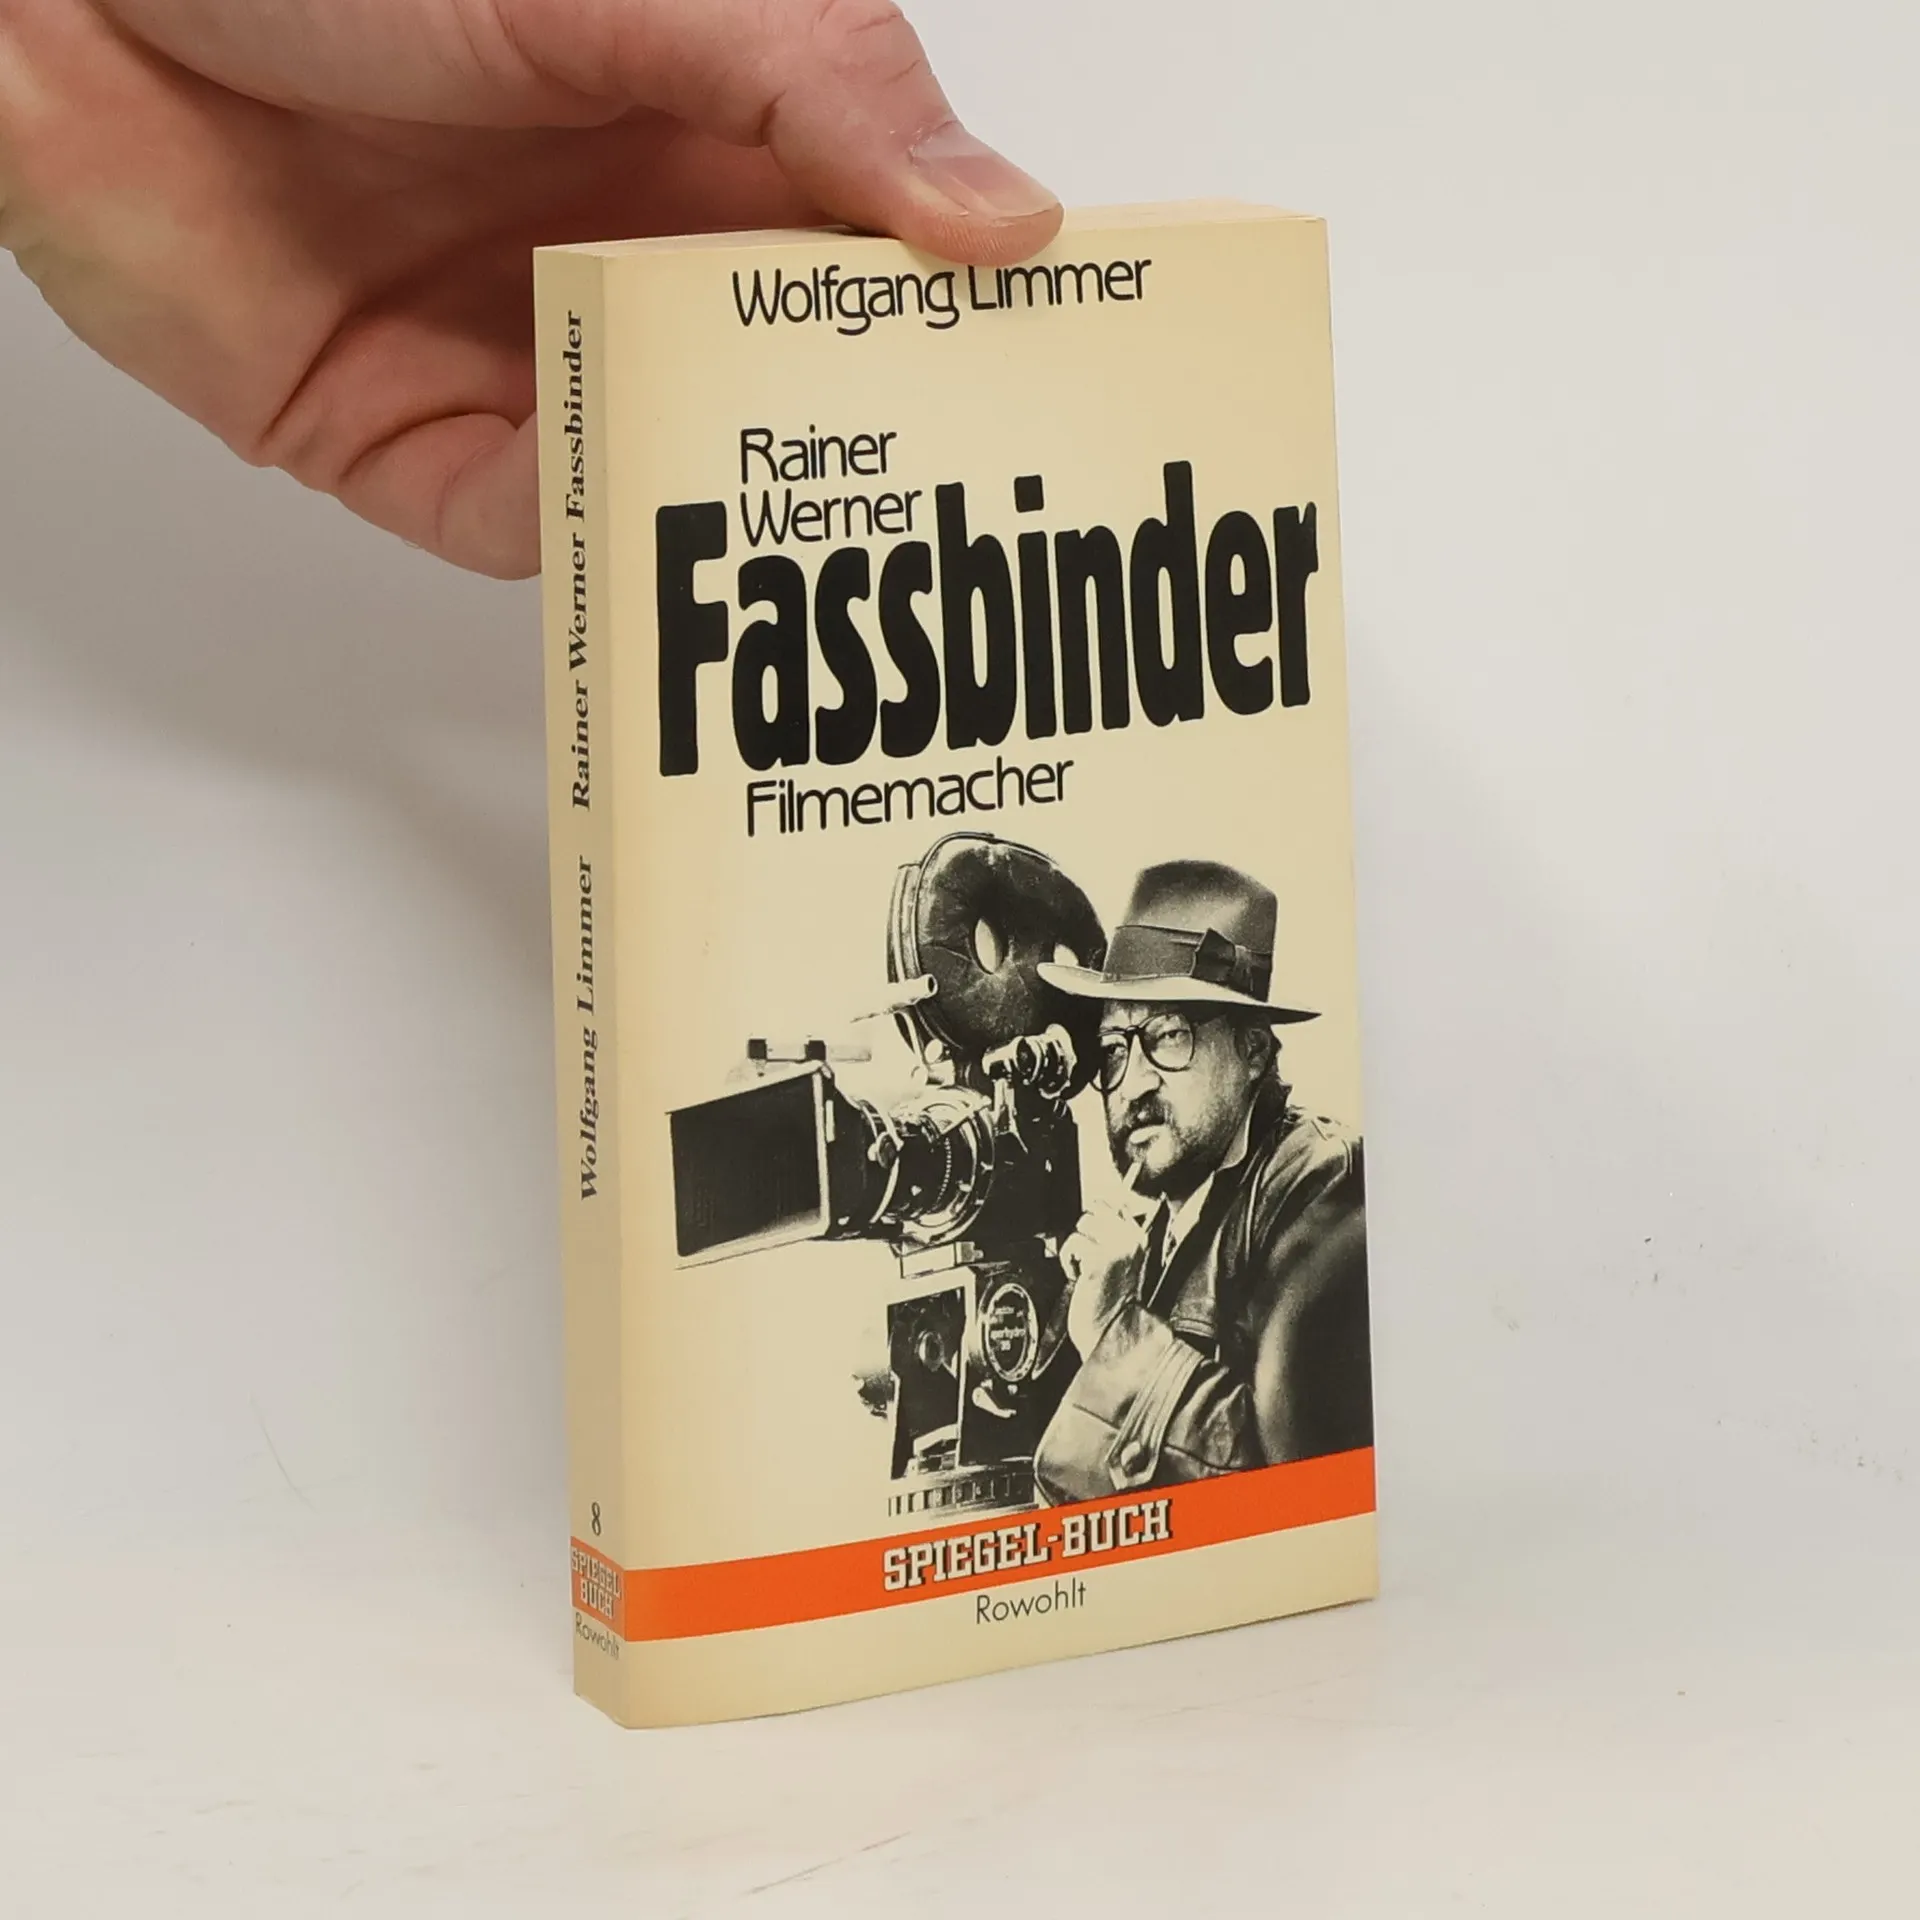 Wolfgang Limmer
Rainer
Werner
Fassbinder
Filmemacher
SPIEGEL-BUCH
Rowohlt
Wolfgang Limmer Rainer Werner Fassbinder
8
SPIEGEL
BUCH
Rowohlt